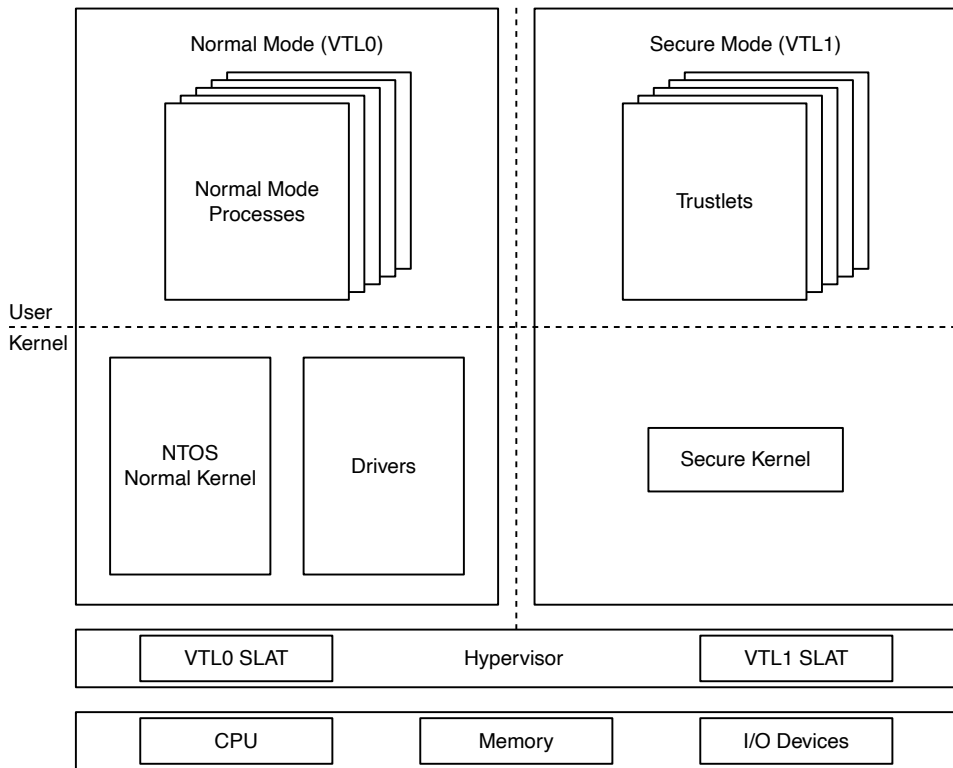 Normal Mode (VTL0)
Secure Mode (VTL1)
Normal Mode
Processes
Trustlets
User
Kernel
NTOS
Normal Kernel
Drivers
Secure Kernel
VTL0 SLAT
Hypervisor
VTL1 SLAT
CPU
Memory
I/O Devices